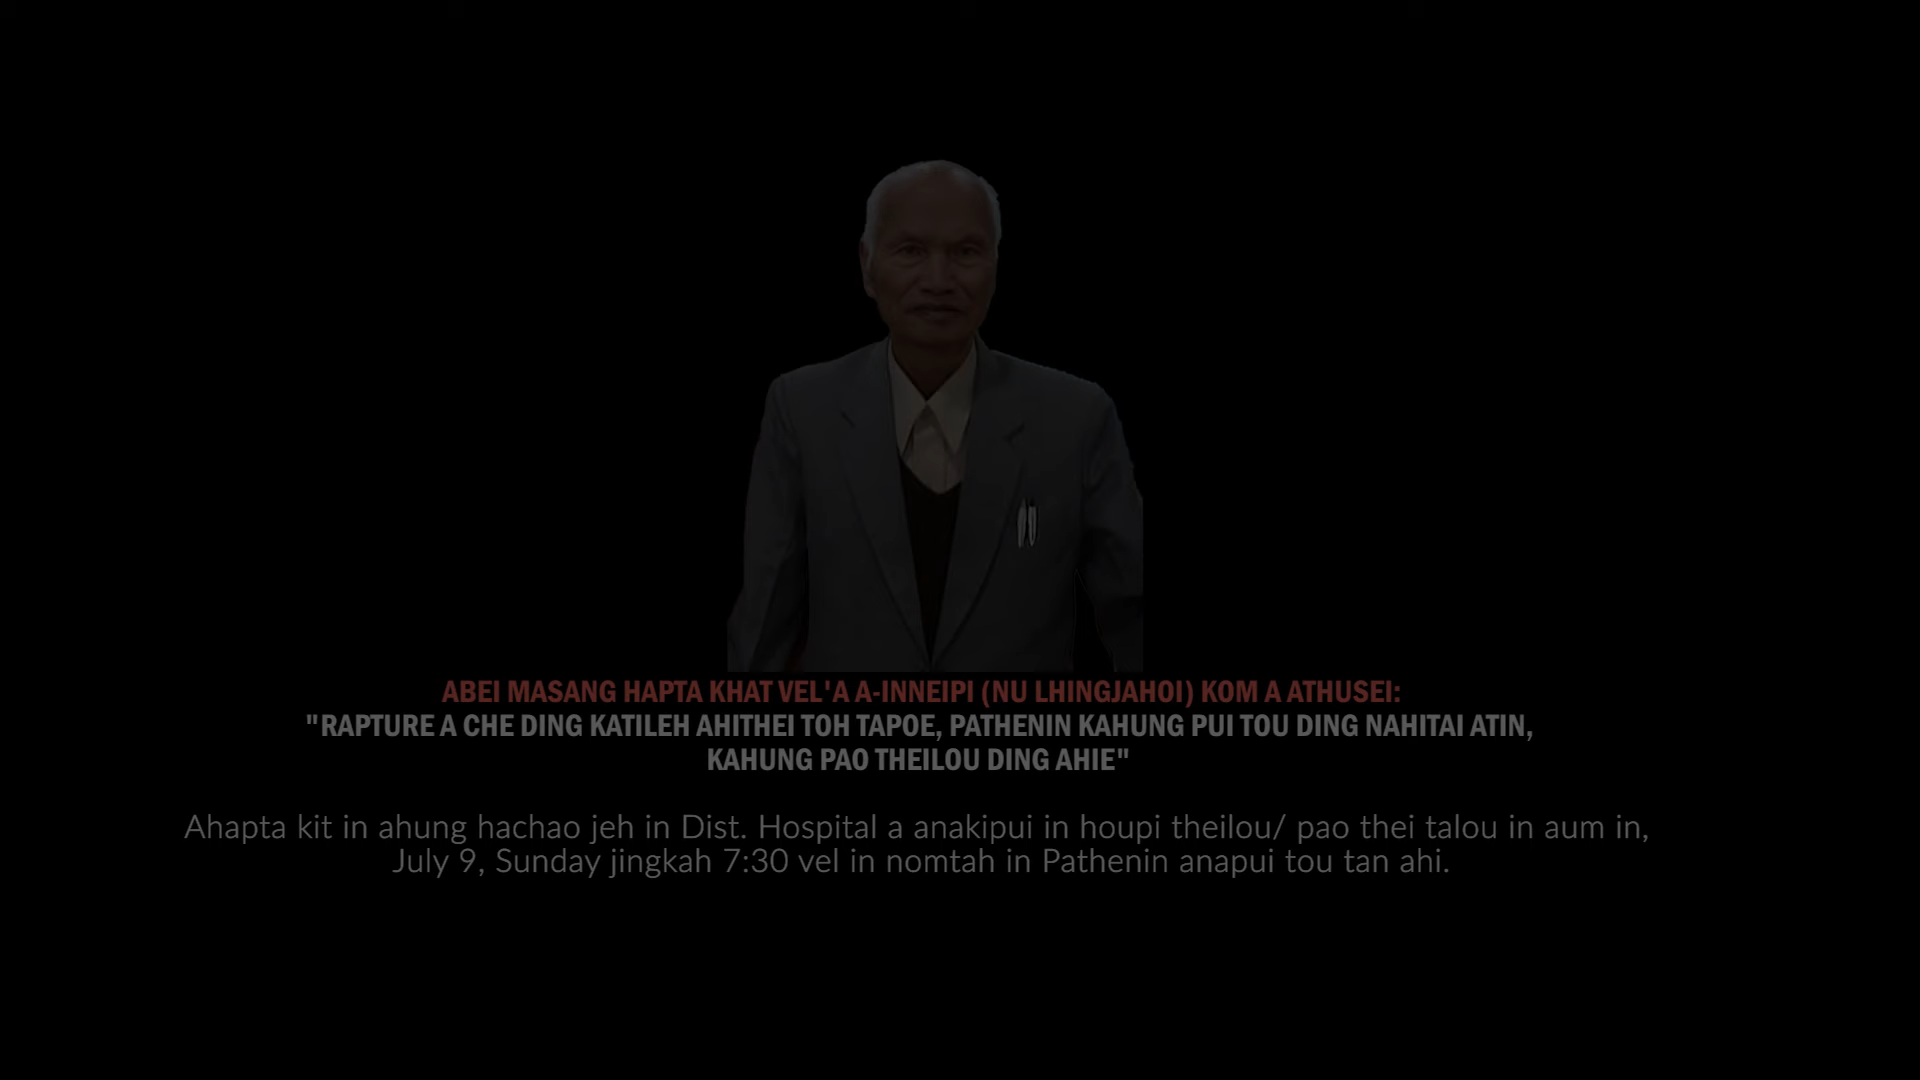 ABEI MASANG HAPTA KHAT VEL'A A-INNEIPI (NU LHINGJAHOI) KOM A ATHUSEI:
"RAPTURE A CHE DING KATILEH AHITHEI TOH TAPOE, PATHENIN KAHUNG PUI TOU DING NAHITAI ATIN,
KAHUNG PAO THEILOU DING AHIE"
Ahapta kit in ahung hachao jeh in Dist. Hospital a anakipui in houpi theilou/ pao thei talou in aum in,
July 9, Sunday jingkah 7:30 vel in nomtah in Pathenin anapui tou tan ahi.